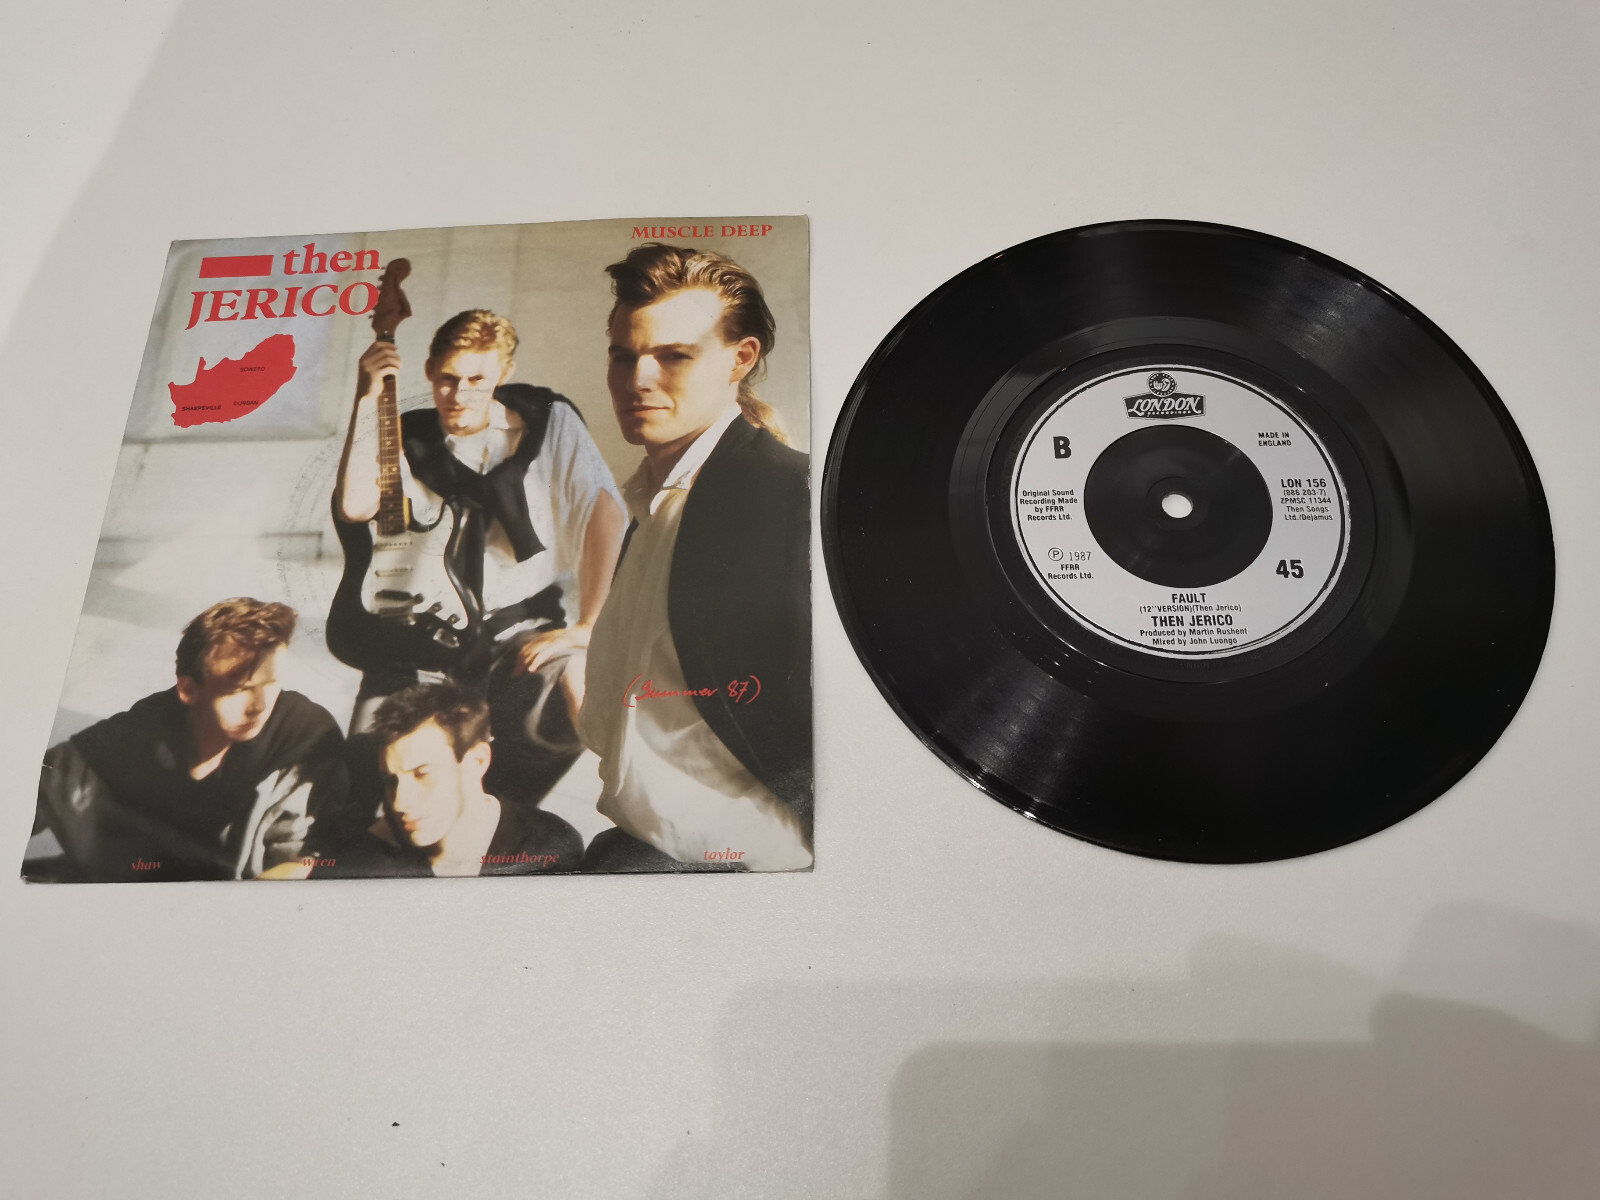 then
JERICO
MUSCLE DEEP
SOWETO
SHARPEVILLE DURBAN
(Summer 87)
shaw wren stainthorpe taylor
LONDON
RECORDINGS
B
MADE IN
ENGLAND
Original Sound
Recording Made
by FFRR
Records Ltd.
LON 156
(886 203-7)
ZPMSC 11344
Then Songs
Ltd./Dejamus
Ⓟ 1987
FFRR
Records Ltd.
45
FAULT
(12''VERSION)(Then Jerico)
THEN JERICO
Produced by Martin Rushent
Mixed by John Luongo